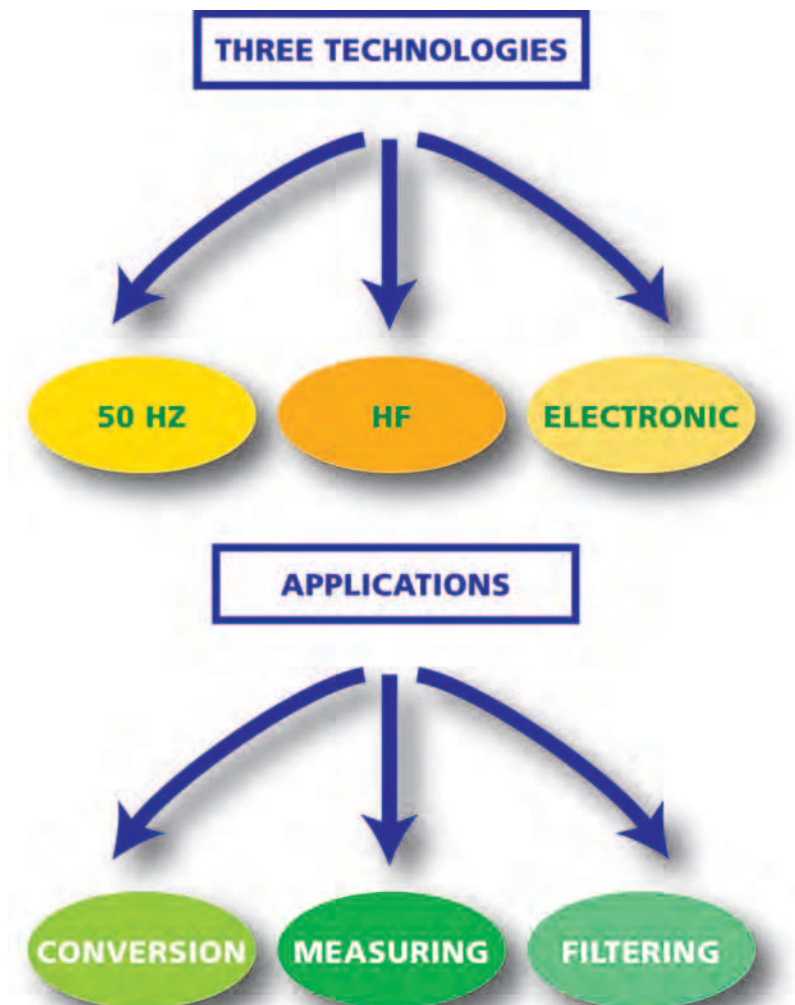 THREE TECHNOLOGIES
50 HZ
HF
ELECTRONIC
APPLICATIONS
CONVERSION
MEASURING
FILTERING